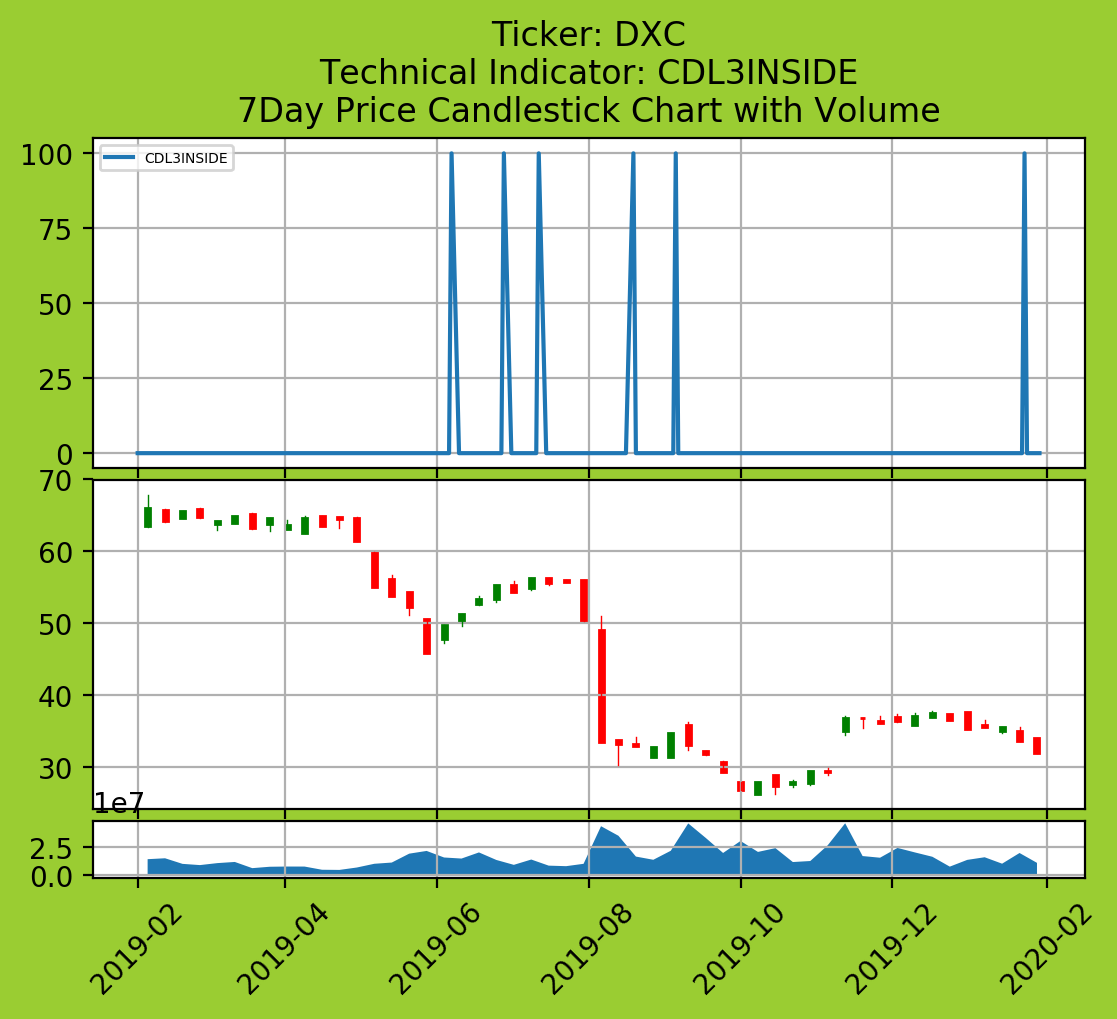 Ticker: DXC
Technical Indicator: CDL3INSIDE
7Day Price Candlestick Chart with Volume
CDL3INSIDE
100
75
50
25
0
70
60
50
40
30
1e7
2.5
0.0
2019-02 2019-04 2019-06 2019-08 2019-10 2019-12 2020-02